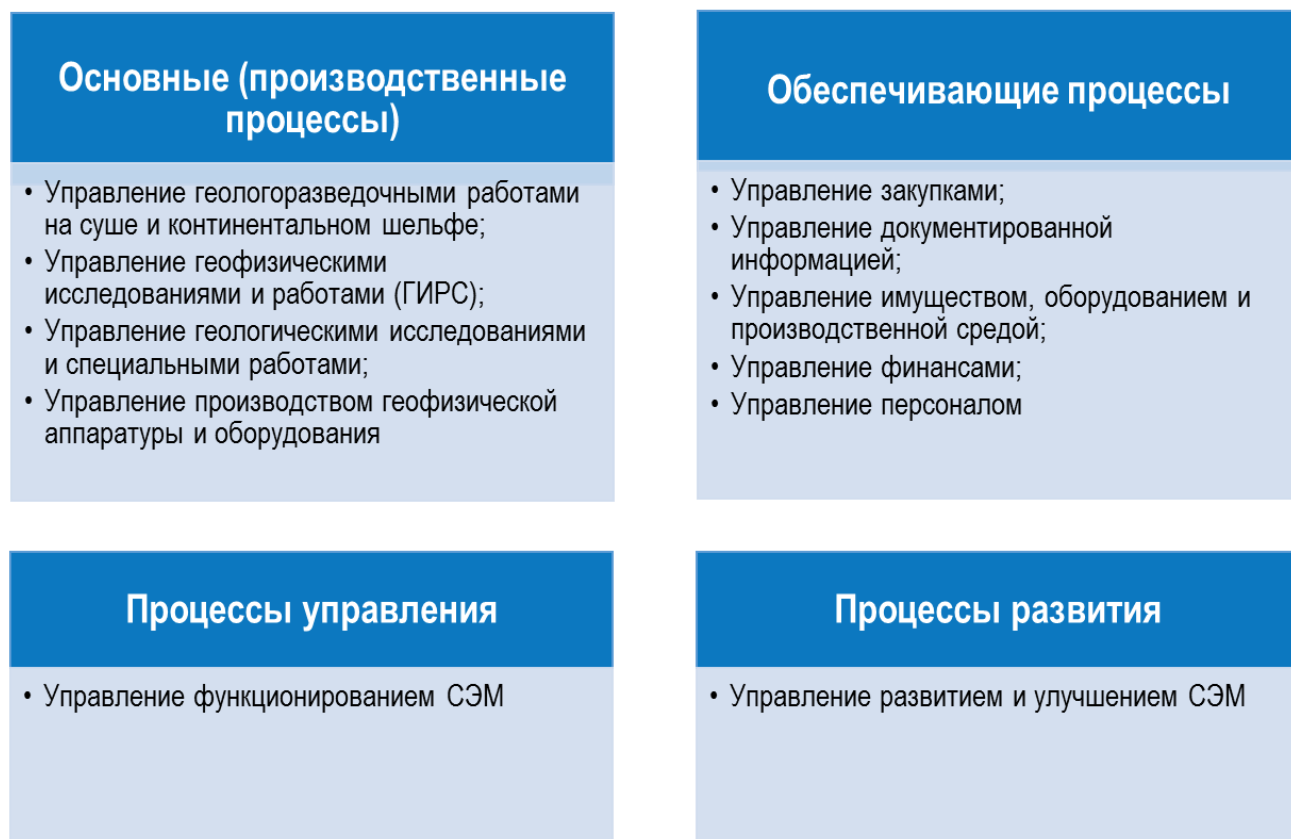 Основные (производственные
процессы)
• Управление геологоразведочными работами
на суше и континентальном шельфе;
• Управление геофизическими
исследованиями и работами (ГИРС);
• Управление геологическими исследованиями
и специальными работами;
• Управление производством геофизической
аппаратуры и оборудования
Обеспечивающие процессы
• Управление закупками;
• Управление документированной
информацией;
• Управление имуществом, оборудованием и
производственной средой;
• Управление финансами;
• Управление персоналом
Процессы управления
• Управление функционированием СЭМ
Процессы развития
• Управление развитием и улучшением СЭМ